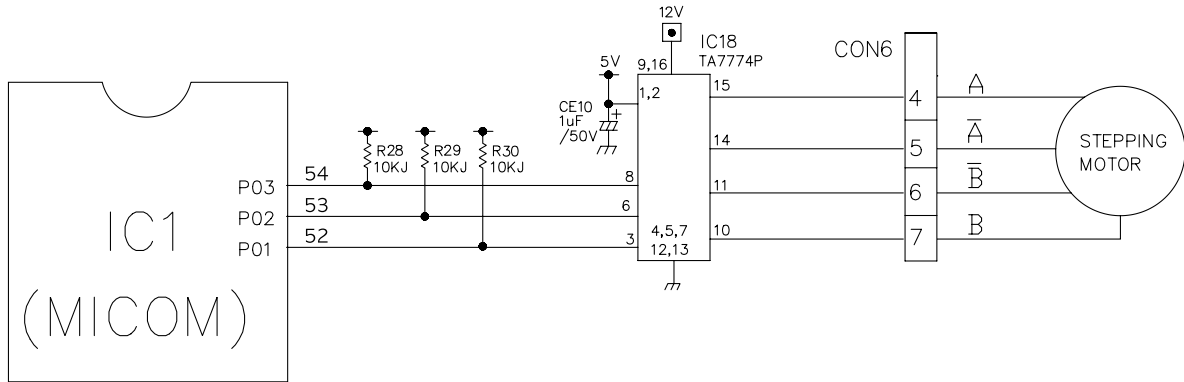 12V
IC18
TA7774P
5V
9,16
1,2
CE10
1uF
/50V
+
15
CON6
4
A
R28
10KJ
R29
10KJ
R30
10KJ
14
5
A̅
STEPPING
MOTOR
P03
54
8
11
6
B̅
P02
53
6
P01
52
3
4,5,7
12,13
10
7
B
IC1
(MICOM)